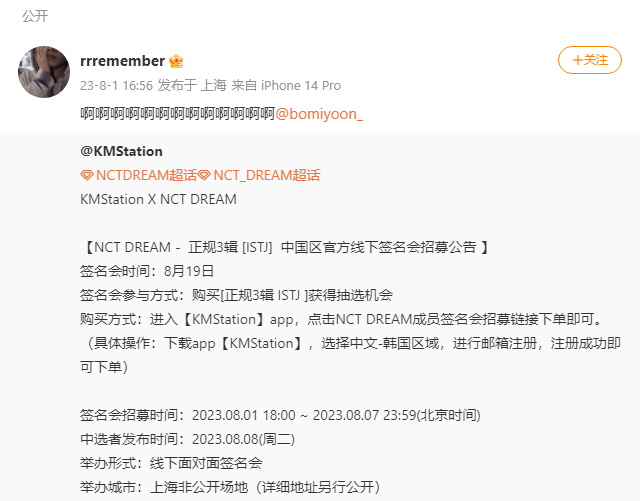 公开
rrremember
23-8-1 16:56 发布于 上海 来自 iPhone 14 Pro
+关注
啊啊啊啊啊啊啊啊啊啊啊啊啊@bomiyoon_
@KMStation
NCTDREAM超话 NCT_DREAM超话
KMStation X NCT DREAM
【NCT DREAM - 正规3辑 [ISTJ] 中国区官方线下签名会招募公告 】
签名会时间：8月19日
签名会参与方式：购买[正规3辑 ISTJ ]获得抽选机会
购买方式：进入【KMStation】app，点击NCT DREAM成员签名会招募链接下单即可。
（具体操作：下载app【KMStation】，选择中文-韩国区域，进行邮箱注册，注册成功即
可下单）
签名会招募时间：2023.08.01 18:00 ~ 2023.08.07 23:59(北京时间)
中选者发布时间：2023.08.08(周二)
举办形式：线下面对面签名会
举办城市：上海非公开场地（详细地址另行公开）